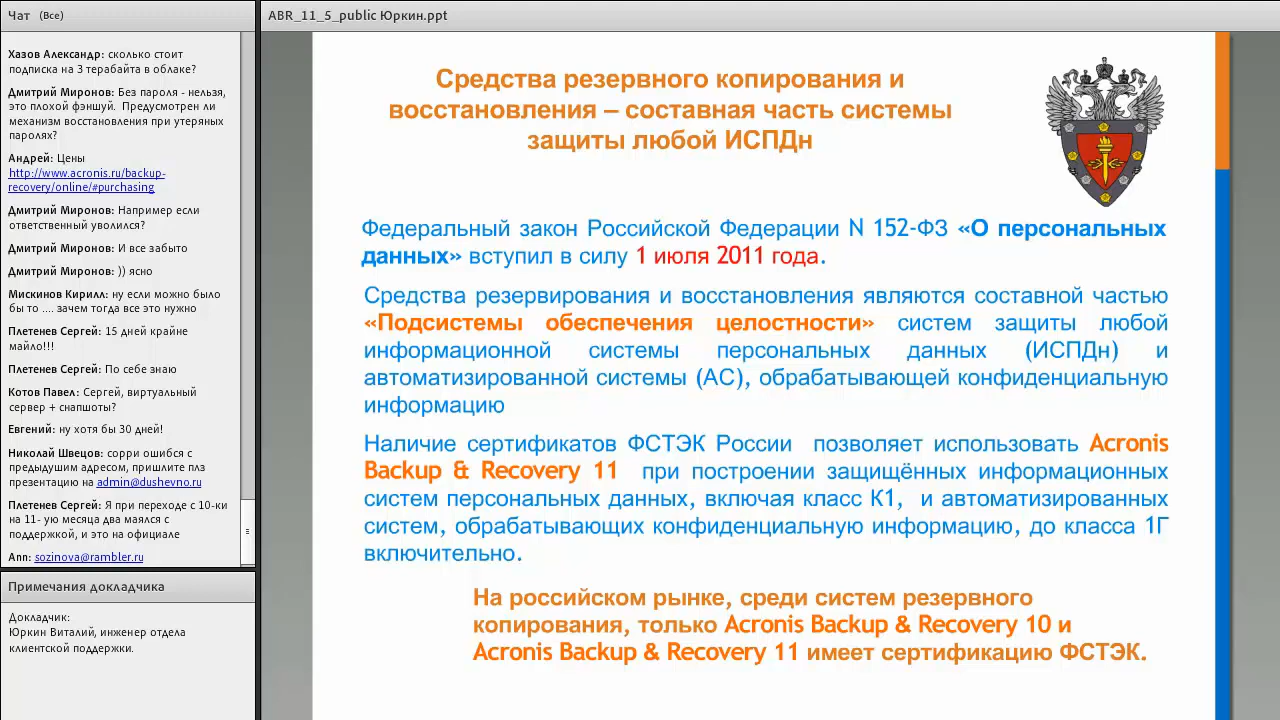 Чат (Все)
Хазов Александр: сколько стоит
подписка на 3 терабайта в облаке?
Дмитрий Миронов: Без пароля - нельзя,
это плохой фэншуй. Предусмотрен ли
механизм восстановления при утеряных
паролях?
Андрей: Цены
http://www.acronis.ru/backup-
recovery/online/#purchasing
Дмитрий Миронов: Например если
ответственный уволился?
Дмитрий Миронов: И все забыто
Дмитрий Миронов: )) ясно
Мискинов Кирилл: ну если можно было
бы то .... зачем тогда все это нужно
Плетенев Сергей: 15 дней крайне
майло!!!
Плетенев Сергей: По себе знаю
Котов Павел: Сергей, виртуальный
сервер + снапшоты?
Евгений: ну хотя бы 30 дней!
Николай Швецов: сорри ошибся с
предыдущим адресом, пришлите плз
презентацию на admin@dushevno.ru
Плетенев Сергей: Я при переходе с 10-ки
на 11- ую месяца два маялся с
поддержкой, и это на официале
Ann: sozinova@rambler.ru
Примечания докладчика
Докладчик:
Юркин Виталий, инженер отдела
клиентской поддержки.
ABR_11_5_public Юркин.ppt
Средства резервного копирования и
восстановления – составная часть системы
защиты любой ИСПДн
Федеральный закон Российской Федерации N 152-ФЗ «О персональных
данных» вступил в силу 1 июля 2011 года.
Средства резервирования и восстановления являются составной частью
«Подсистемы обеспечения целостности» систем защиты любой
информационной системы персональных данных (ИСПДн) и
автоматизированной системы (АС), обрабатывающей конфиденциальную
информацию
Наличие сертификатов ФСТЭК России позволяет использовать Acronis
Backup & Recovery 11 при построении защищённых информационных
систем персональных данных, включая класс К1, и автоматизированных
систем, обрабатывающих конфиденциальную информацию, до класса 1Г
включительно.
На российском рынке, среди систем резервного
копирования, только Acronis Backup & Recovery 10 и
Acronis Backup & Recovery 11 имеет сертификацию ФСТЭК.